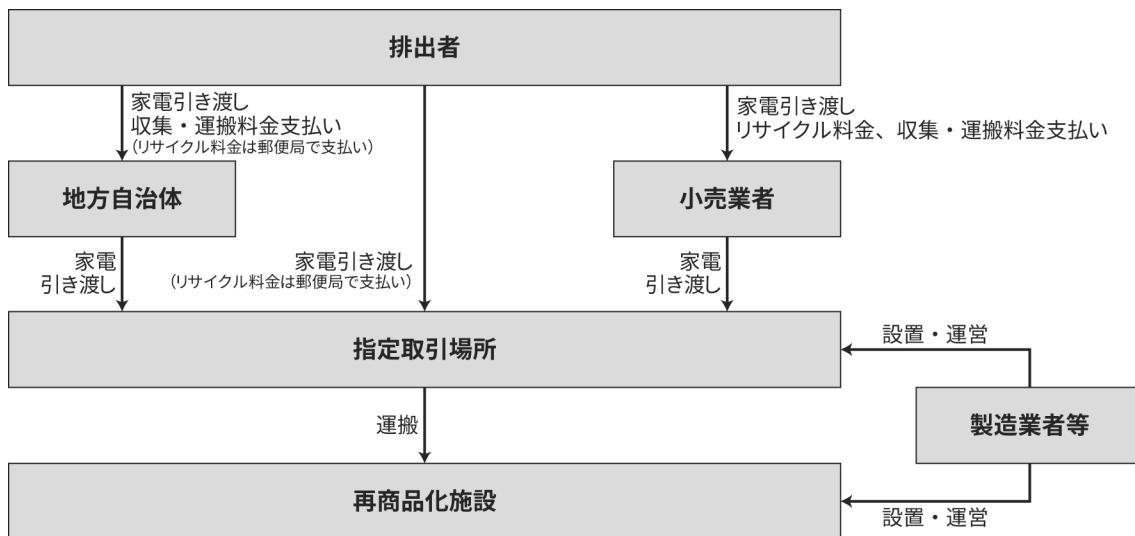 排出者
家電引き渡し
収集・運搬料金支払い
（リサイクル料金は郵便局で支払い）
家電引き渡し
リサイクル料金、収集・運搬料金支払い
地方自治体
小売業者
家電
引き渡し
家電引き渡し
（リサイクル料金は郵便局で支払い）
家電
引き渡し
指定取引場所
設置・運営
製造業者等
運搬
再商品化施設
設置・運営